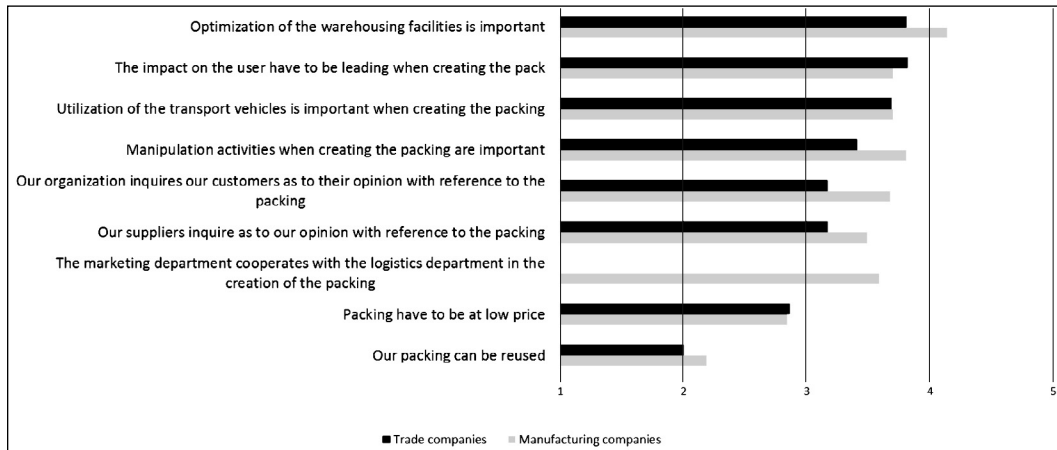 Optimization of the warehousing facilities is important
The impact on the user have to be leading when creating the pack
Utilization of the transport vehicles is important when creating the packing
Manipulation activities when creating the packing are important
Our organization inquires our customers as to their opinion with reference to the
packing
Our suppliers inquire as to our opinion with reference to the packing
The marketing department cooperates with the logistics department in the
creation of the packing
Packing have to be at low price
Our packing can be reused
1 2 3 4 5
Trade companies Manufacturing companies